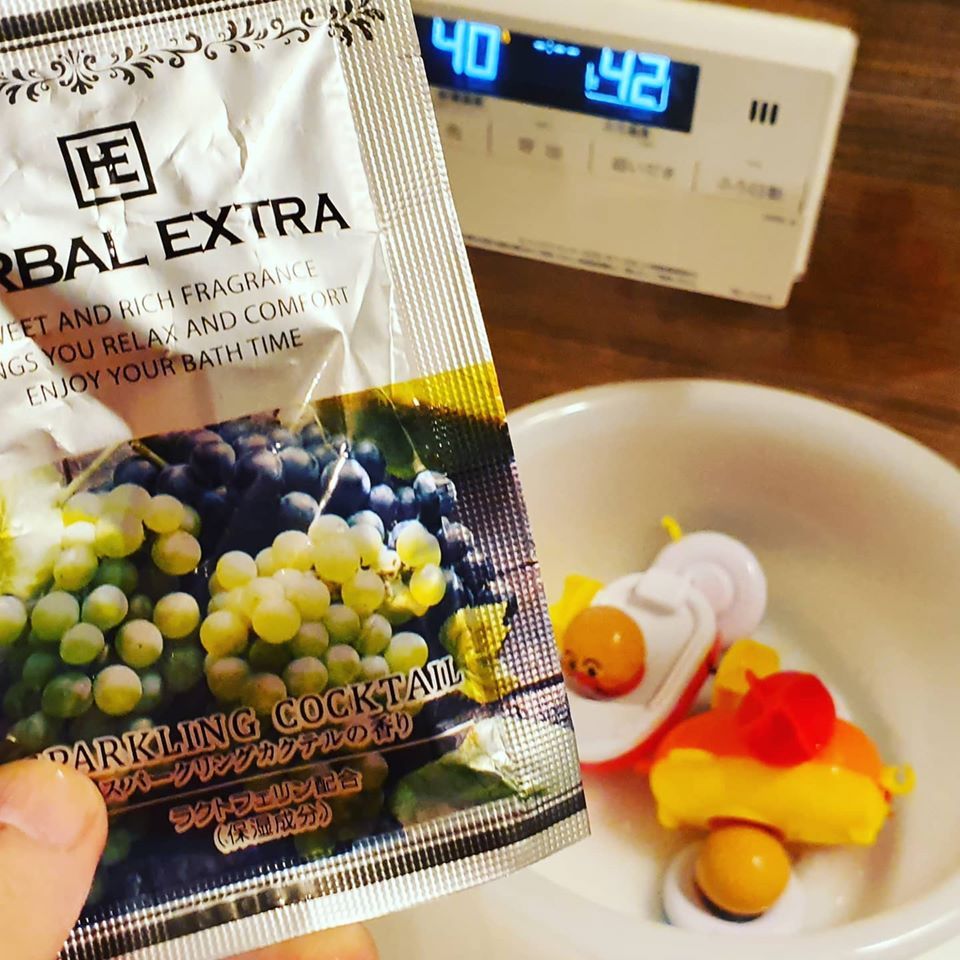 40 42
HE
RBAL EXTRA
WEET AND RICH FRAGRANCE
NGS YOU RELAX AND COMFORT
ENJOY YOUR BATH TIME
SPARKLING COCKTAIL
スパークリングカクテルの香り
ラクトフェリン配合
(保湿成分)